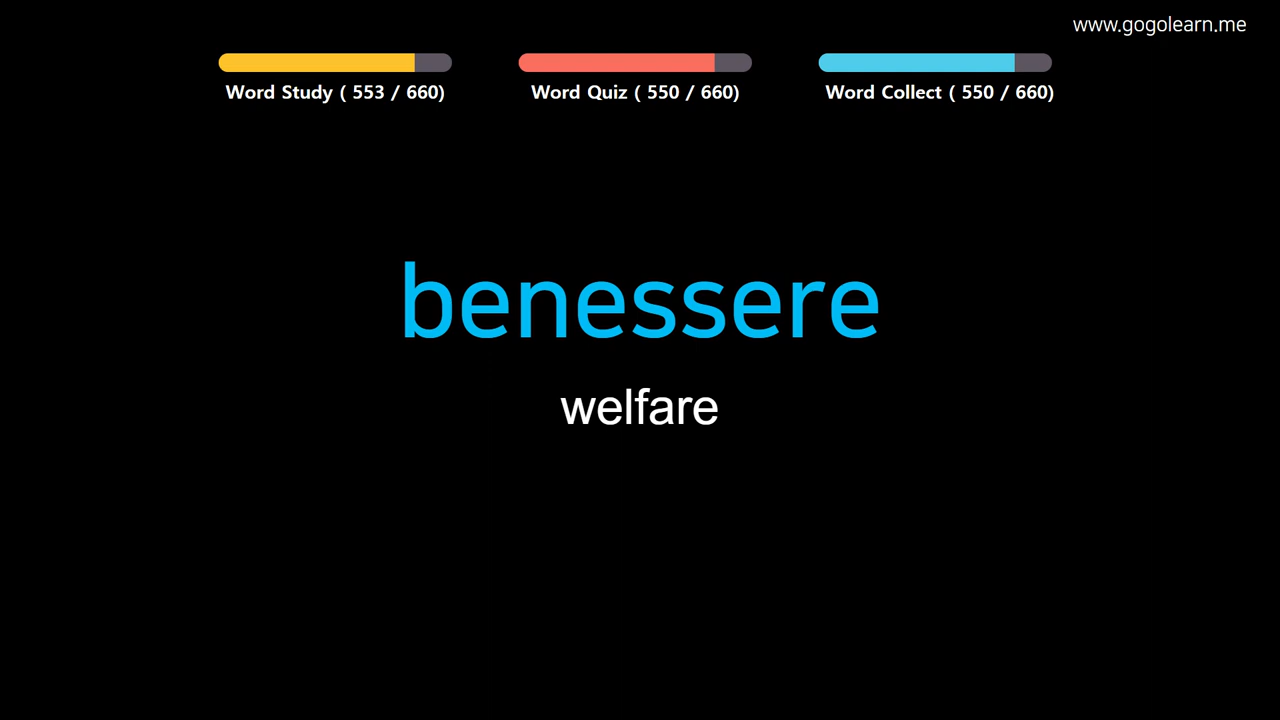 www.gogolearn.me
Word Study ( 553 / 660)
Word Quiz ( 550 / 660)
Word Collect ( 550 / 660)
benessere
welfare